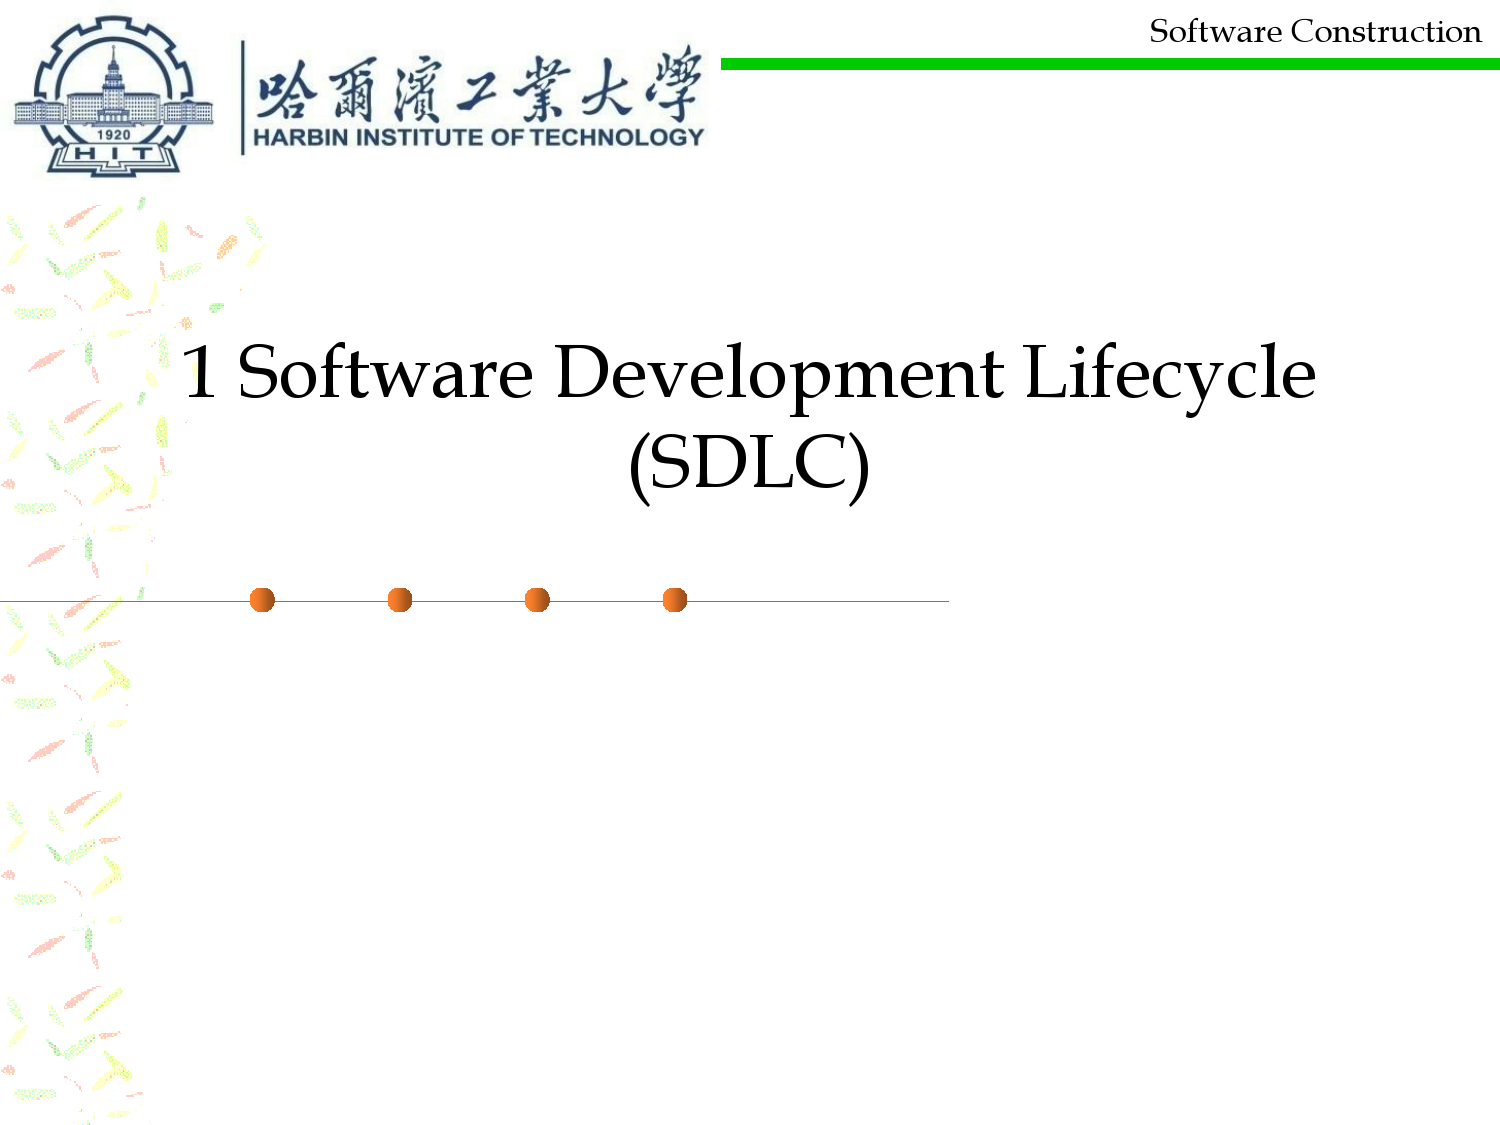 Software Construction
哈爾濱工業大學
HARBIN INSTITUTE OF TECHNOLOGY
1920
HIT
1 Software Development Lifecycle
(SDLC)